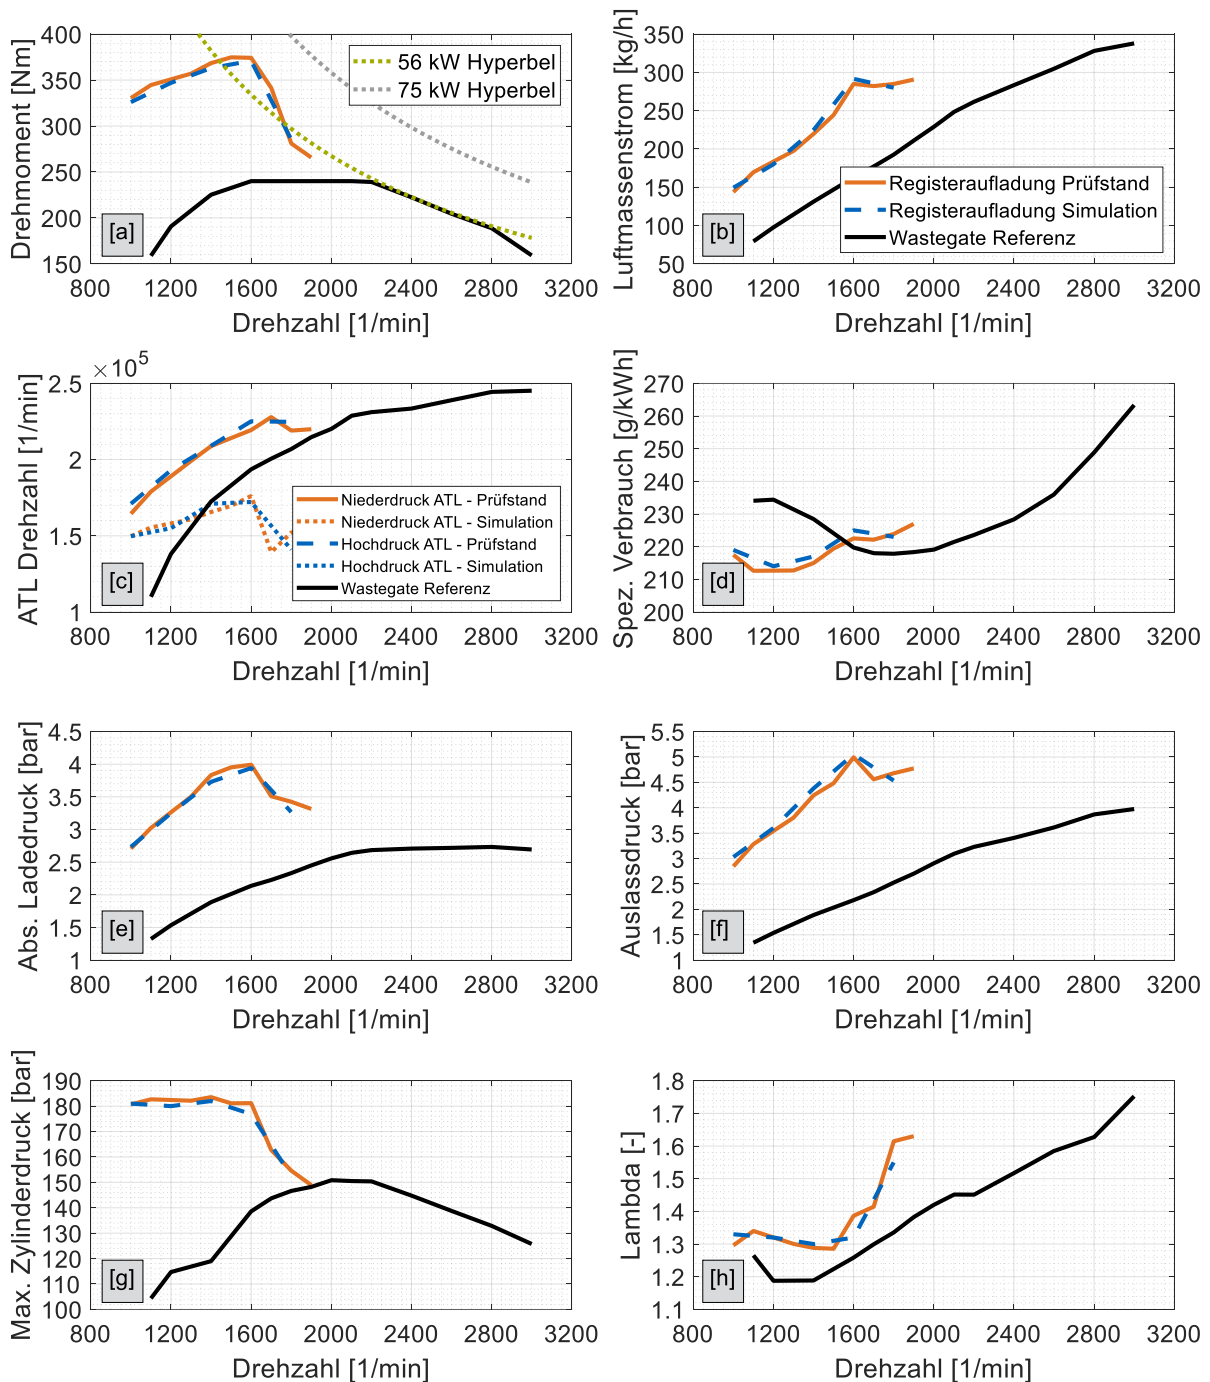 Drehmoment [Nm]
400
350
300
250
200
150
56 kW Hyperbel
75 kW Hyperbel
[a]
800 1200 1600 2000 2400 2800 3200
Drehzahl [1/min]
Luftmassenstrom [kg/h]
350
300
250
200
150
100
50
Registeraufladung Prüfstand
Registeraufladung Simulation
Wastegate Referenz
[b]
800 1200 1600 2000 2400 2800 3200
Drehzahl [1/min]
ATL Drehzahl [1/min]
×10^5
2.5
2
1.5
1
Niederdruck ATL - Prüfstand
Niederdruck ATL - Simulation
Hochdruck ATL - Prüfstand
Hochdruck ATL - Simulation
Wastegate Referenz
[c]
800 1200 1600 2000 2400 2800 3200
Drehzahl [1/min]
Spez. Verbrauch [g/kWh]
270
260
250
240
230
220
210
200
[d]
800 1200 1600 2000 2400 2800 3200
Drehzahl [1/min]
Abs. Ladedruck [bar]
4.5
4
3.5
3
2.5
2
1.5
1
[e]
800 1200 1600 2000 2400 2800 3200
Drehzahl [1/min]
Auslassdruck [bar]
5.5
5
4.5
4
3.5
3
2.5
2
1.5
1
[f]
800 1200 1600 2000 2400 2800 3200
Drehzahl [1/min]
Max. Zylinderdruck [bar]
190
180
170
160
150
140
130
120
110
100
[g]
800 1200 1600 2000 2400 2800 3200
Drehzahl [1/min]
Lambda [-]
1.8
1.7
1.6
1.5
1.4
1.3
1.2
1.1
[h]
800 1200 1600 2000 2400 2800 3200
Drehzahl [1/min]